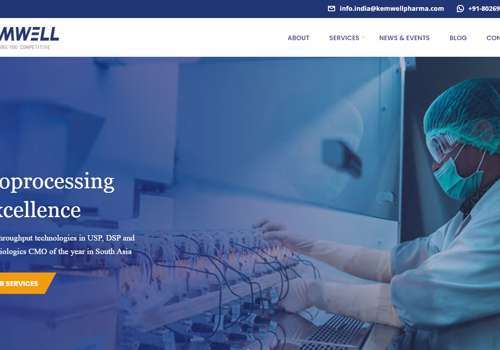 info.india@kemwellpharma.com +91-80269
MWELL
NG YOU COMPETITIVE
ABOUT SERVICES NEWS & EVENTS BLOG CON
oprocessing
xcellence
hroughput technologies in USP, DSP and
iologics CMO of the year in South Asia
R SERVICES